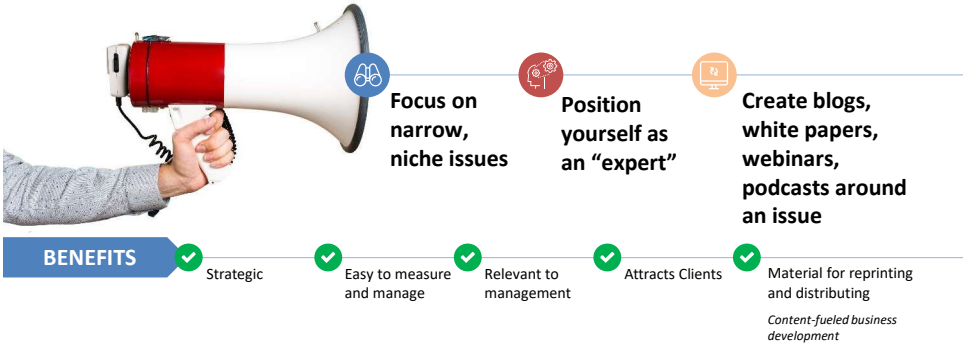 Focus on
narrow,
niche issues
Position
yourself as
an “expert”
Create blogs,
white papers,
webinars,
podcasts around
an issue
BENEFITS
Strategic
Easy to measure
and manage
Relevant to
management
Attracts Clients
Material for reprinting
and distributing
Content-fueled business
development